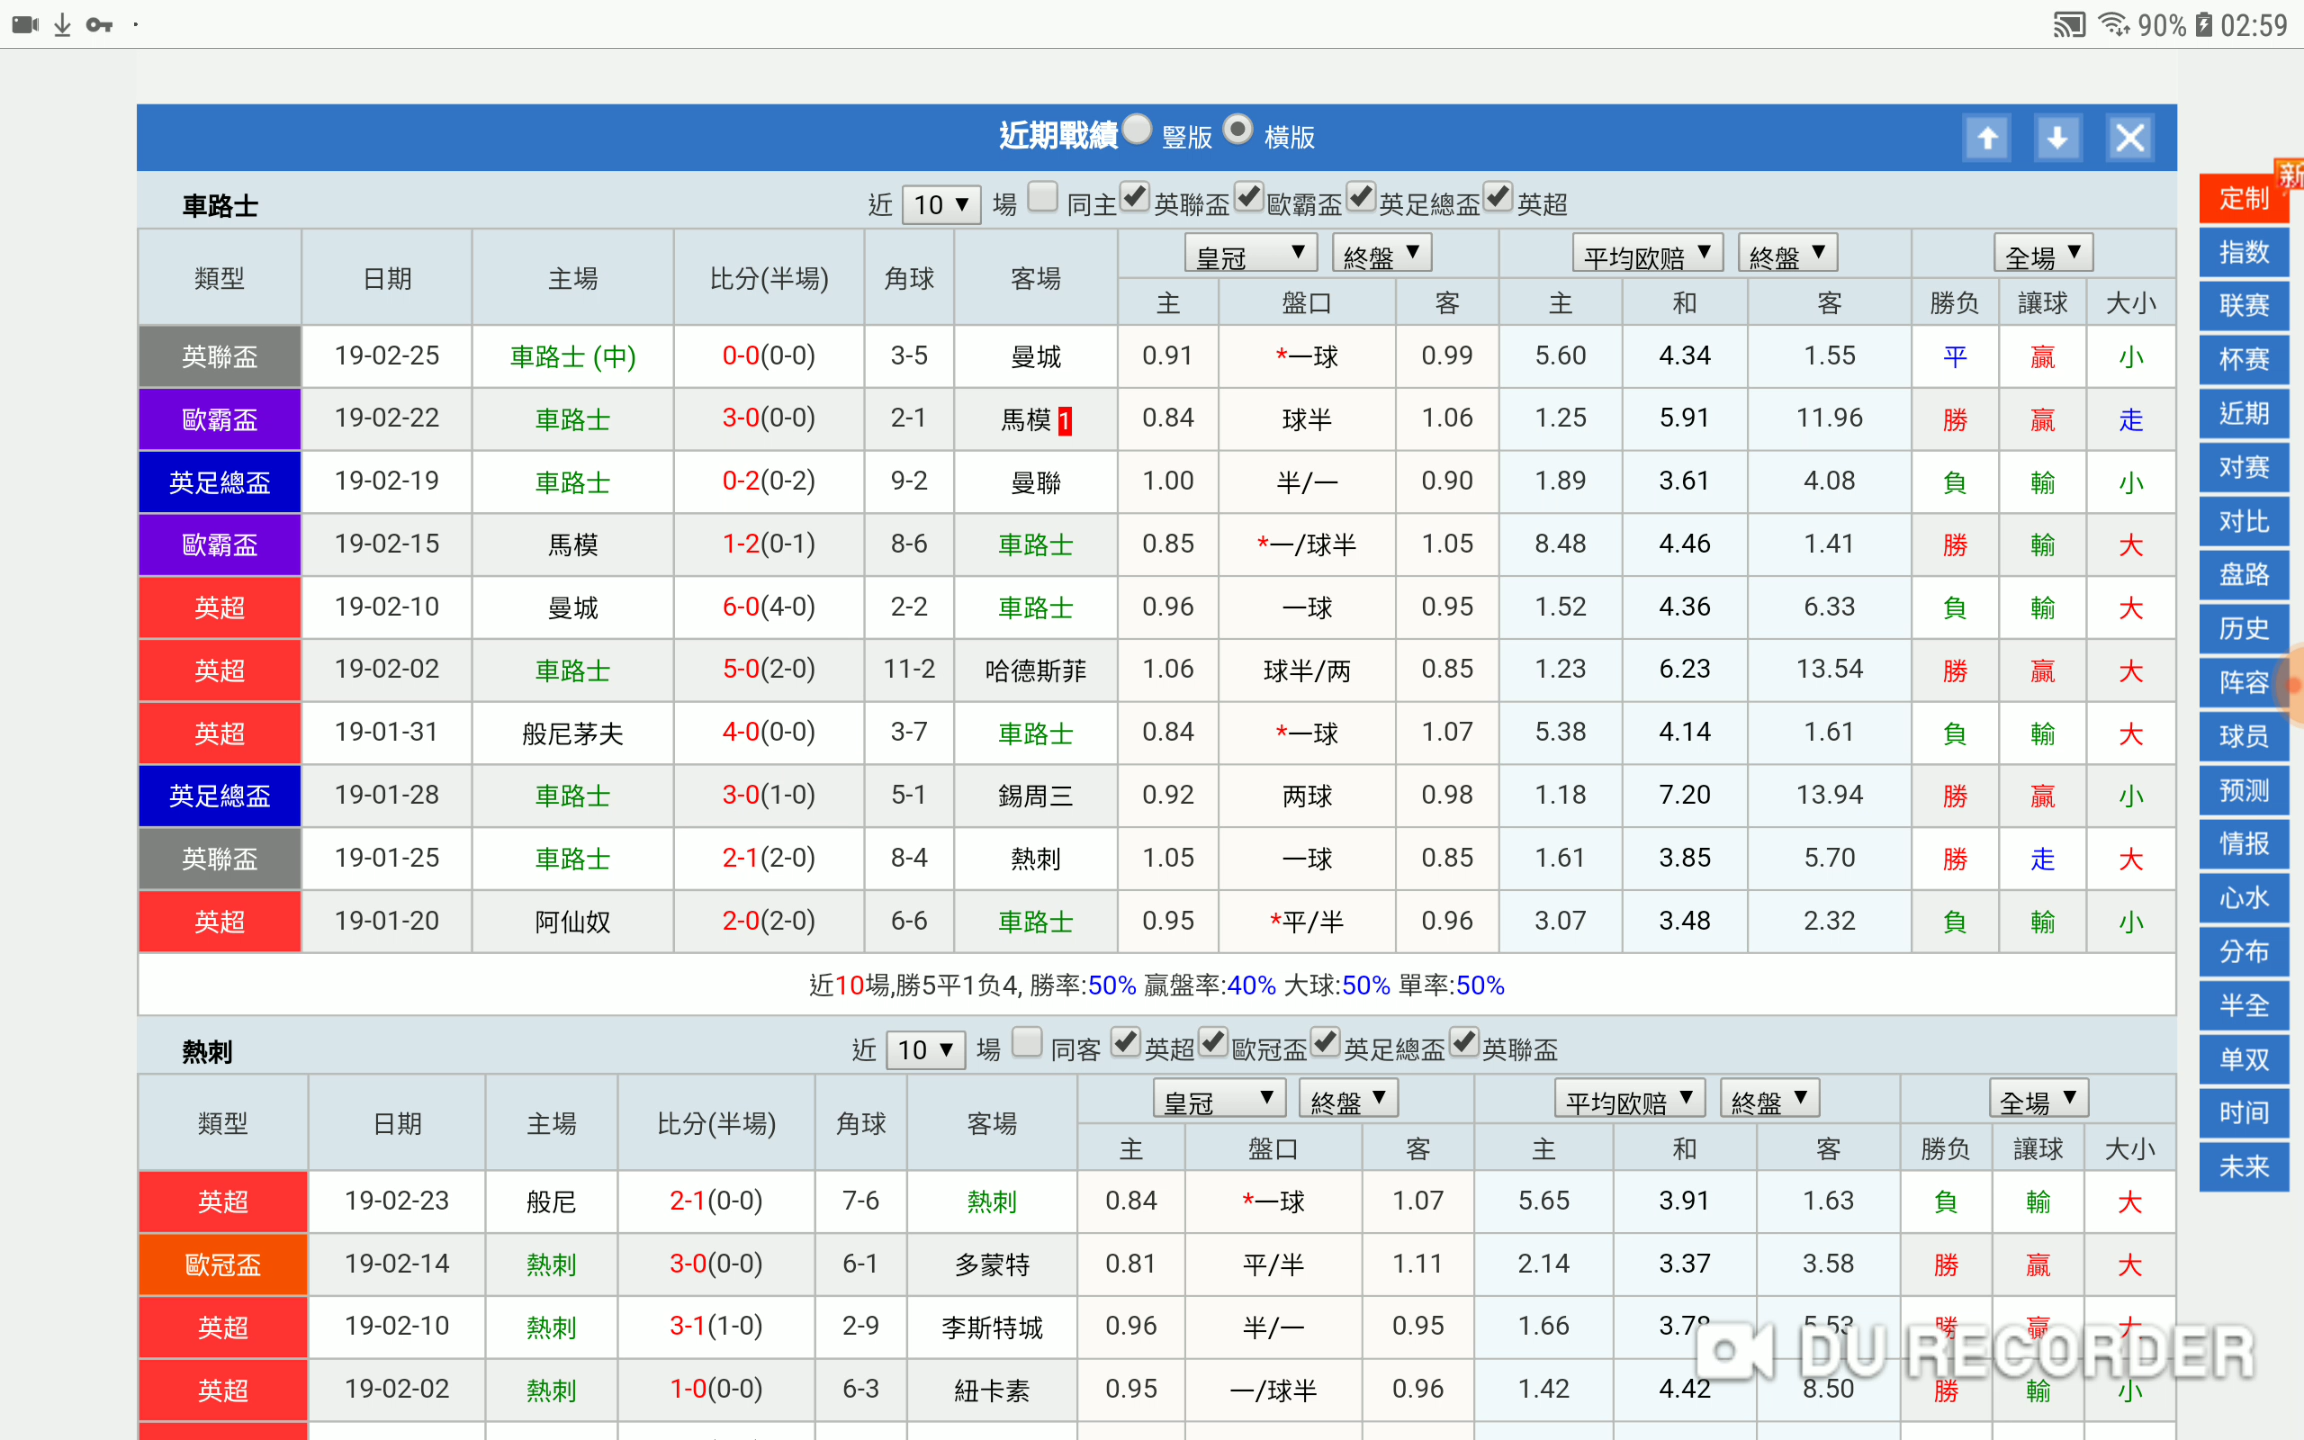 90% 02:59
近期戰績 豎版 橫版
新
定制
指数
联赛
杯赛
近期
对赛
对比
盘路
历史
阵容
球员
预测
情报
心水
分布
半全
单双
时间
未来
車路士 近 10 ▼ 場 同主 英聯盃 歐霸盃 英足總盃 英超
類型 日期 主場 比分(半場) 角球 客場 皇冠 ▼ 終盤 ▼ 平均欧赔 ▼ 終盤 ▼ 全場 ▼
主 盤口 客 主 和 客 勝负 讓球 大小
英聯盃 19-02-25 車路士 (中) 0-0(0-0) 3-5 曼城 0.91 *一球 0.99 5.60 4.34 1.55 平 贏 小
歐霸盃 19-02-22 車路士 3-0(0-0) 2-1 馬模 1 0.84 球半 1.06 1.25 5.91 11.96 勝 贏 走
英足總盃 19-02-19 車路士 0-2(0-2) 9-2 曼聯 1.00 半/一 0.90 1.89 3.61 4.08 負 輸 小
歐霸盃 19-02-15 馬模 1-2(0-1) 8-6 車路士 0.85 *一/球半 1.05 8.48 4.46 1.41 勝 輸 大
英超 19-02-10 曼城 6-0(4-0) 2-2 車路士 0.96 一球 0.95 1.52 4.36 6.33 負 輸 大
英超 19-02-02 車路士 5-0(2-0) 11-2 哈德斯菲 1.06 球半/两 0.85 1.23 6.23 13.54 勝 贏 大
英超 19-01-31 般尼茅夫 4-0(0-0) 3-7 車路士 0.84 *一球 1.07 5.38 4.14 1.61 負 輸 大
英足總盃 19-01-28 車路士 3-0(1-0) 5-1 錫周三 0.92 两球 0.98 1.18 7.20 13.94 勝 贏 小
英聯盃 19-01-25 車路士 2-1(2-0) 8-4 熱刺 1.05 一球 0.85 1.61 3.85 5.70 勝 走 大
英超 19-01-20 阿仙奴 2-0(2-0) 6-6 車路士 0.95 *平/半 0.96 3.07 3.48 2.32 負 輸 小
近10場,勝5平1负4, 勝率:50% 贏盤率:40% 大球:50% 單率:50%
熱刺 近 10 ▼ 場 同客 英超 歐冠盃 英足總盃 英聯盃
類型 日期 主場 比分(半場) 角球 客場 皇冠 ▼ 終盤 ▼ 平均欧赔 ▼ 終盤 ▼ 全場 ▼
主 盤口 客 主 和 客 勝负 讓球 大小
英超 19-02-23 般尼 2-1(0-0) 7-6 熱刺 0.84 *一球 1.07 5.65 3.91 1.63 負 輸 大
歐冠盃 19-02-14 熱刺 3-0(0-0) 6-1 多蒙特 0.81 平/半 1.11 2.14 3.37 3.58 勝 贏 大
英超 19-02-10 熱刺 3-1(1-0) 2-9 李斯特城 0.96 半/一 0.95 1.66 3.78 5.53 勝 贏 大
英超 19-02-02 熱刺 1-0(0-0) 6-3 紐卡素 0.95 一/球半 0.96 1.42 4.42 8.50 勝 輸 小
DU RECORDER